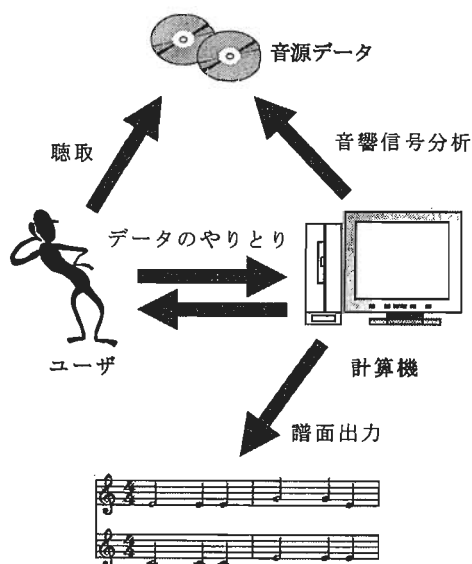 音源データ
聴取
音響信号分析
データのやりとり
ユーザ
計算機
譜面出力